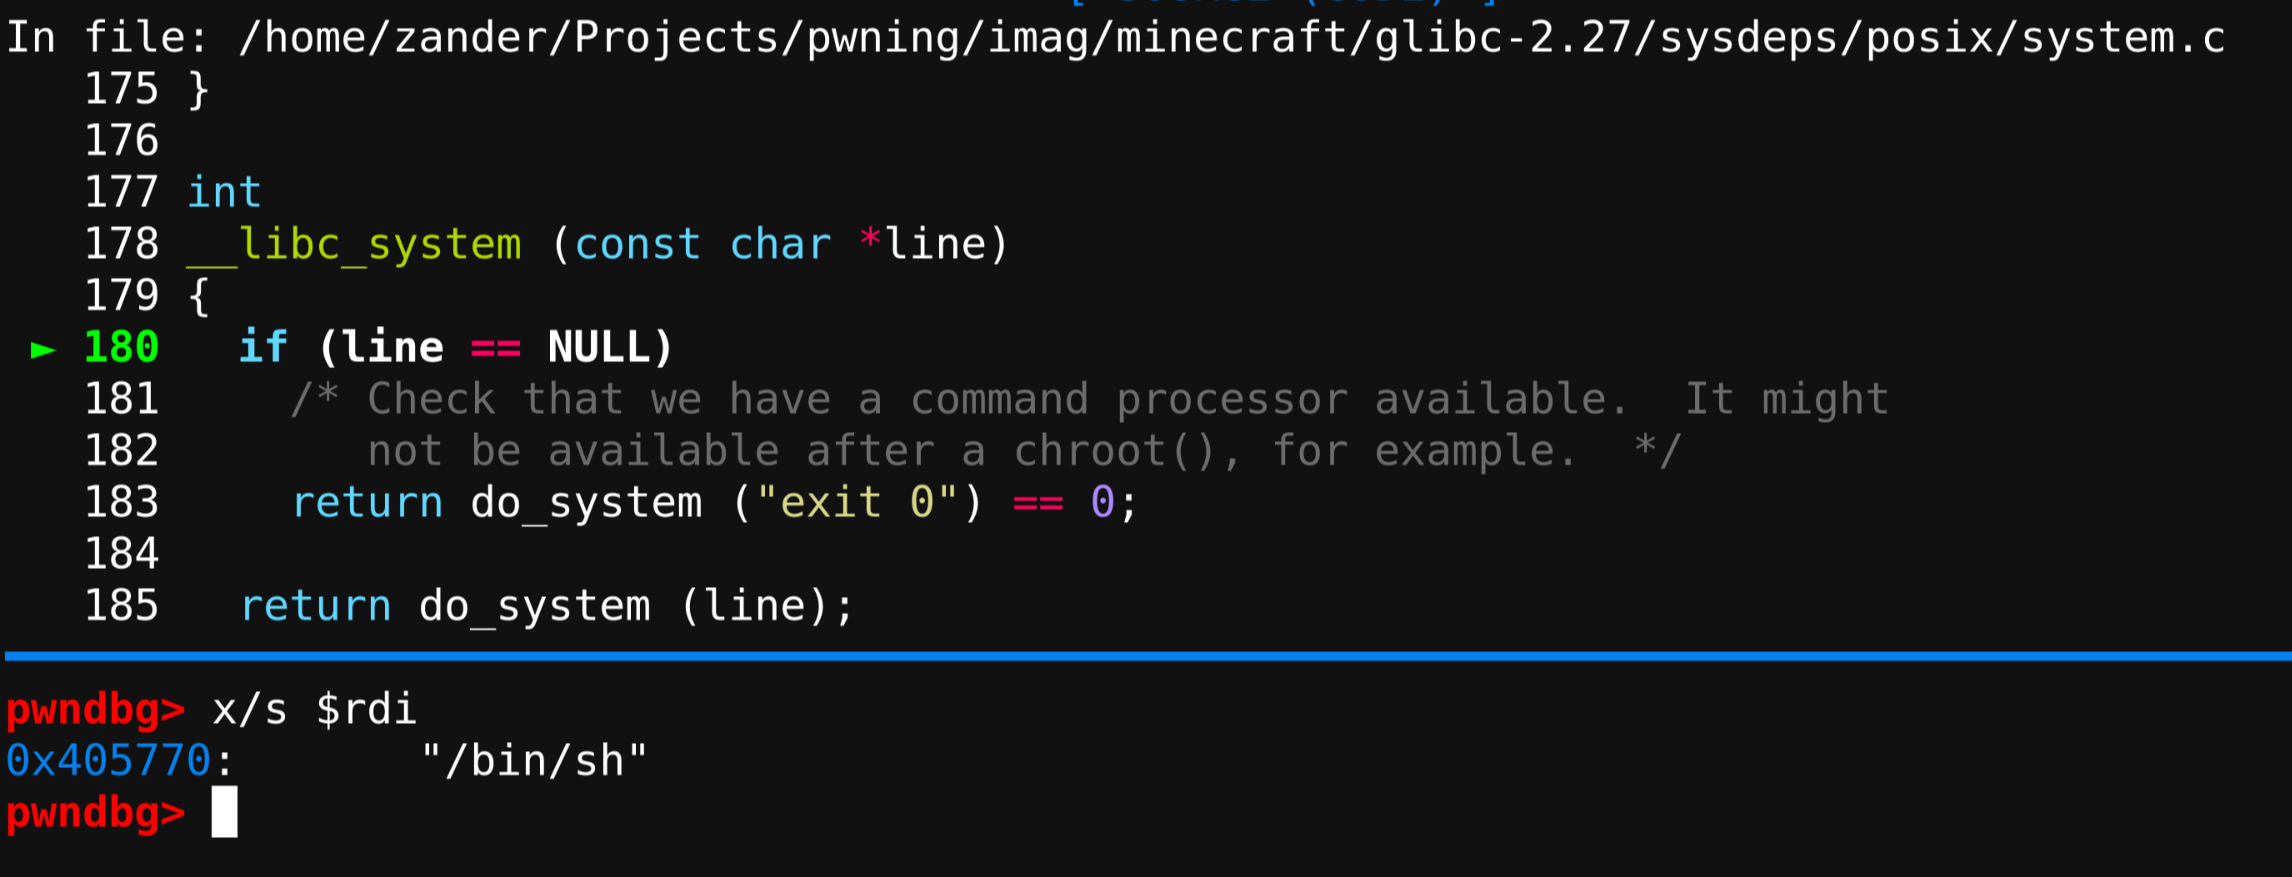 In file: /home/zander/Projects/pwning/imag/minecraft/glibc-2.27/sysdeps/posix/system.c
175 }
176
177 int
178 __libc_system (const char *line)
179 {
► 180   if (line == NULL)
181     /* Check that we have a command processor available.  It might
182        not be available after a chroot(), for example.  */
183     return do_system ("exit 0") == 0;
184
185   return do_system (line);
pwndbg> x/s $rdi
0x405770:       "/bin/sh"
pwndbg>